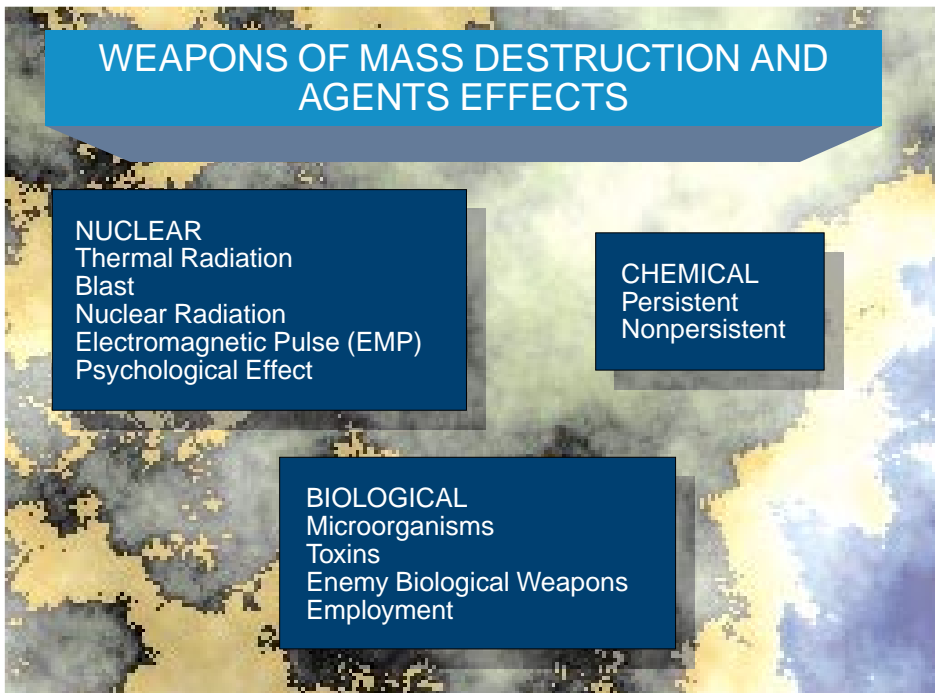 WEAPONS OF MASS DESTRUCTION AND
AGENTS EFFECTS
NUCLEAR
Thermal Radiation
Blast
Nuclear Radiation
Electromagnetic Pulse (EMP)
Psychological Effect
CHEMICAL
Persistent
Nonpersistent
BIOLOGICAL
Microorganisms
Toxins
Enemy Biological Weapons
Employment